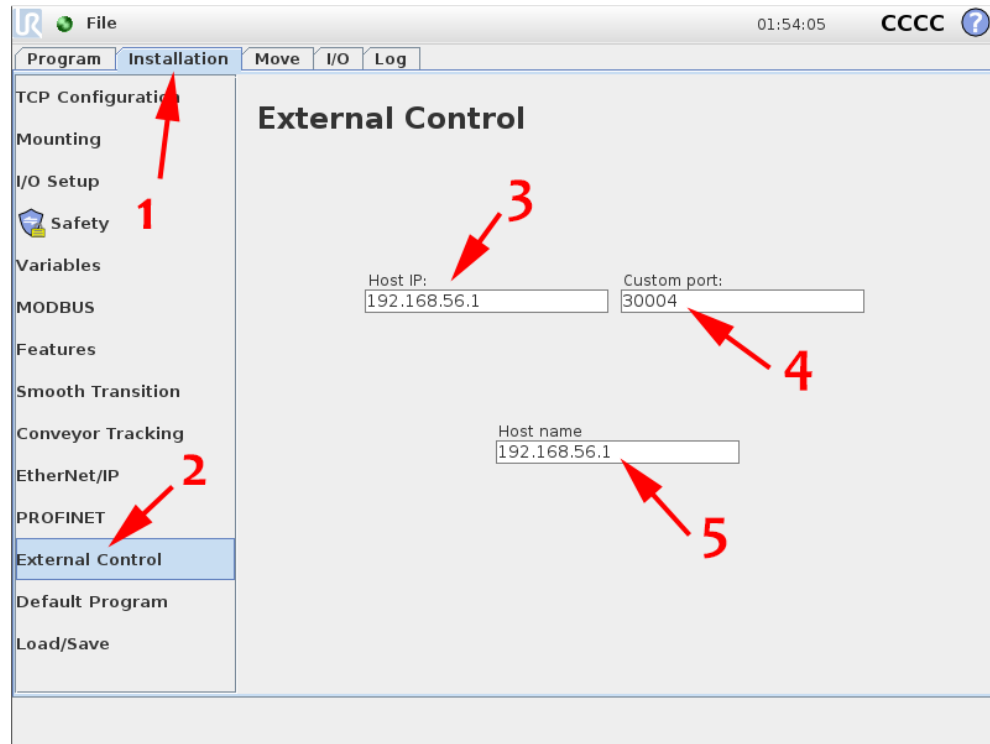 UR File 01:54:05 CCCC ?
Program Installation Move I/O Log
TCP Configuration
Mounting
I/O Setup
Safety
Variables
MODBUS
Features
Smooth Transition
Conveyor Tracking
EtherNet/IP
PROFINET
External Control
Default Program
Load/Save
External Control
1
2
3
Host IP:
192.168.56.1
Custom port:
30004
4
Host name
192.168.56.1
5